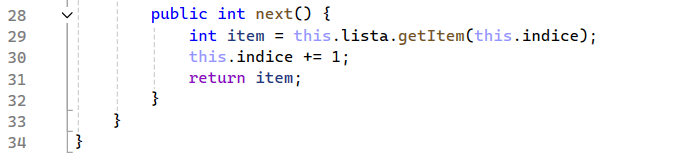 28 public int next() {
29 int item = this.lista.getItem(this.indice);
30 this.indice += 1;
31 return item;
32 }
33 }
34 }